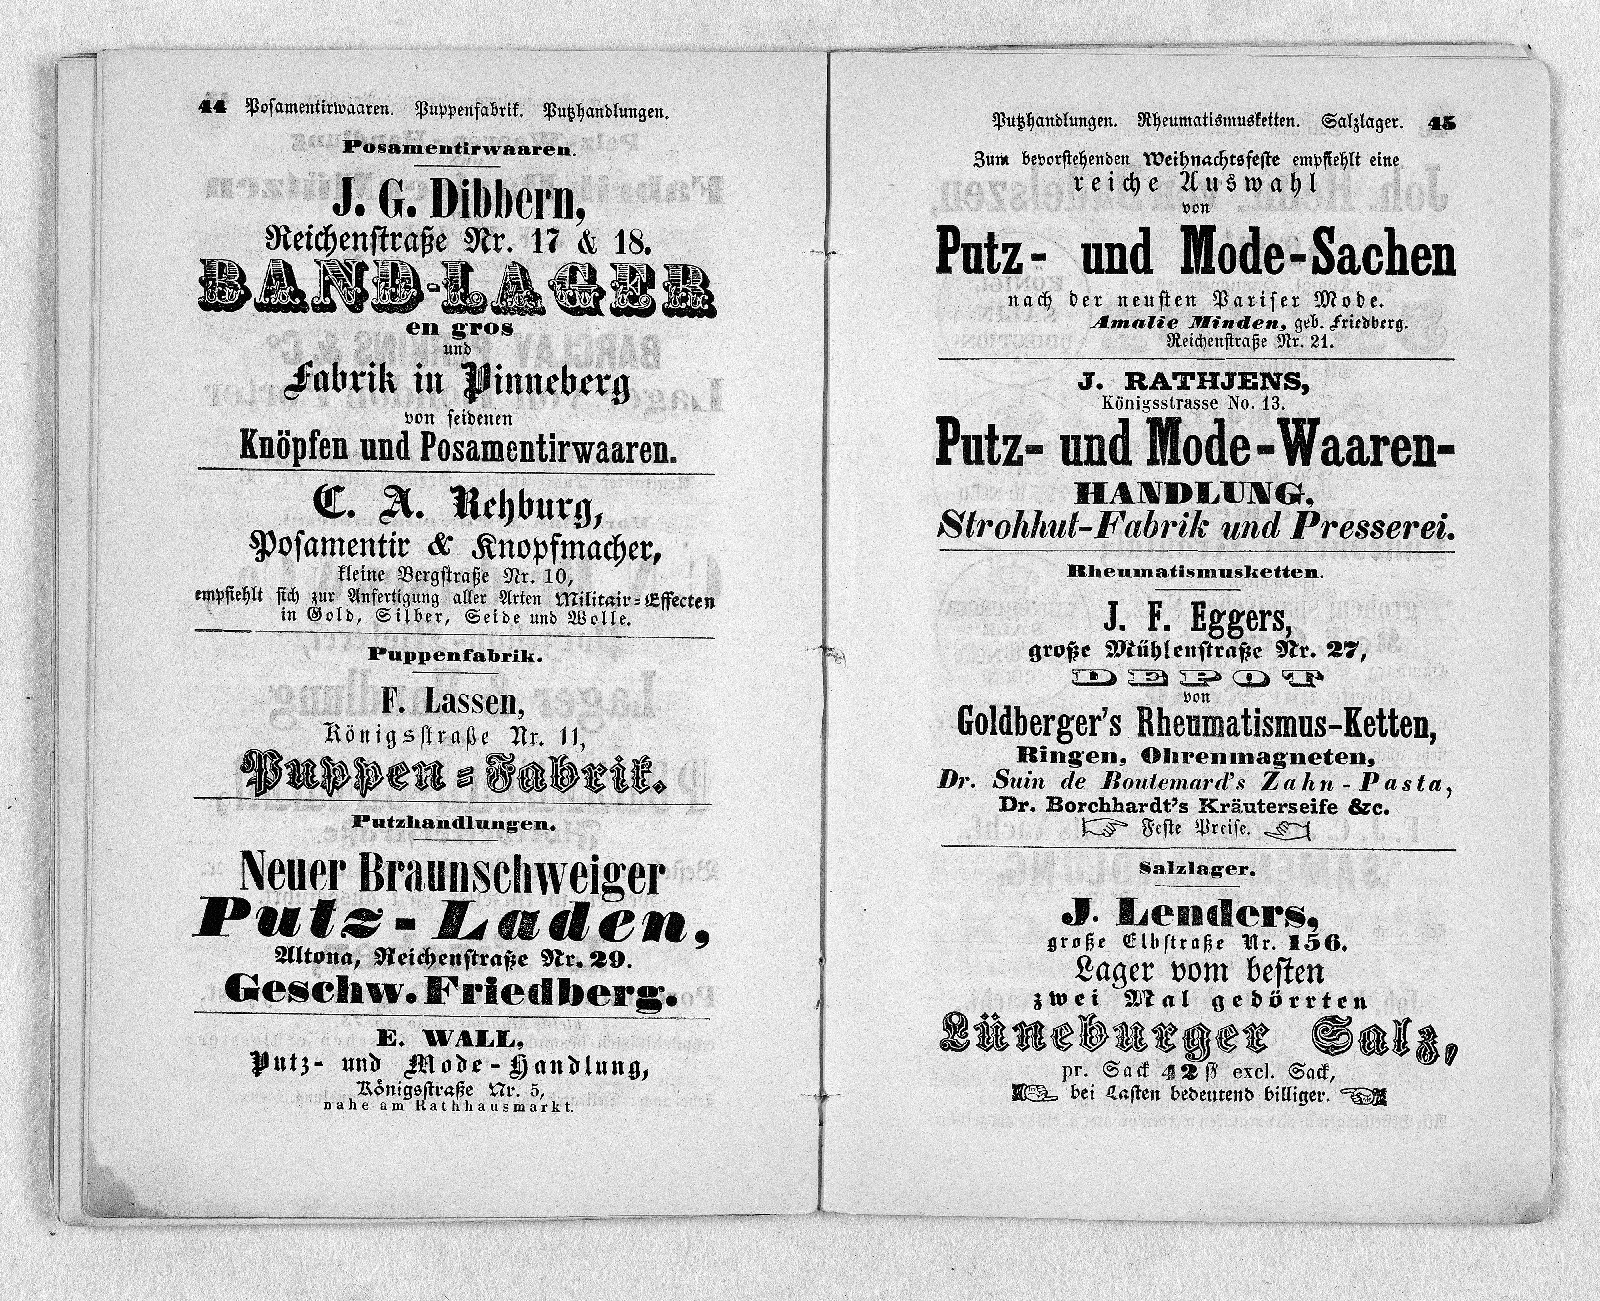 44 Posamentirwaaren. Puppenfabrik. Putzhandlungen.
Posamentirwaaren.
J. G. Dibbern,
Reichenstraße Nr. 17 & 18.
BAND-LAGER
en gros
und
Fabrik in Pinneberg
von seidenen
Knöpfen und Posamentirwaaren.
C. A. Rehburg,
Posamentir & Knopfmacher,
kleine Bergstraße Nr. 10,
empfiehlt sich zur Anfertigung aller Arten Militair-Effecten
in Gold, Silber, Seide und Wolle.
Puppenfabrik.
F. Lassen,
Königsstraße Nr. 11,
Puppen-Fabrik.
Putzhandlungen.
Neuer Braunschweiger
Putz-Laden,
Altona, Reichenstraße Nr. 29.
Geschw. Friedberg.
E. WALL,
Putz- und Mode-Handlung,
Königsstraße Nr. 5,
nahe am Rathhausmarkt.
Putzhandlungen. Rheumatismusketten. Salzlager. 45
Zum bevorstehenden Weihnachtsfeste empfiehlt eine
reiche Auswahl
von
Putz- und Mode-Sachen
nach der neusten Pariser Mode.
Amalie Minden, geb. Friedberg.
Reichenstraße Nr. 21.
J. RATHJENS,
Königsstrasse No. 13.
Putz- und Mode-Waaren-
HANDLUNG,
Strohhut-Fabrik und Presserei.
Rheumatismusketten.
J. F. Eggers,
große Mühlenstraße Nr. 27,
DEPOT
von
Goldberger's Rheumatismus-Ketten,
Ringen, Ohrenmagneten,
Dr. Suin de Boutemard's Zahn-Pasta,
Dr. Borchhardt's Kräuterseife &c.
Feste Preise.
Salzlager.
J. Lenders,
große Elbstraße Nr. 156.
Lager vom besten
zwei Mal gedörrten
Lüneburger Salz,
pr. Sack 42 ß excl. Sack,
bei Lasten bedeutend billiger.